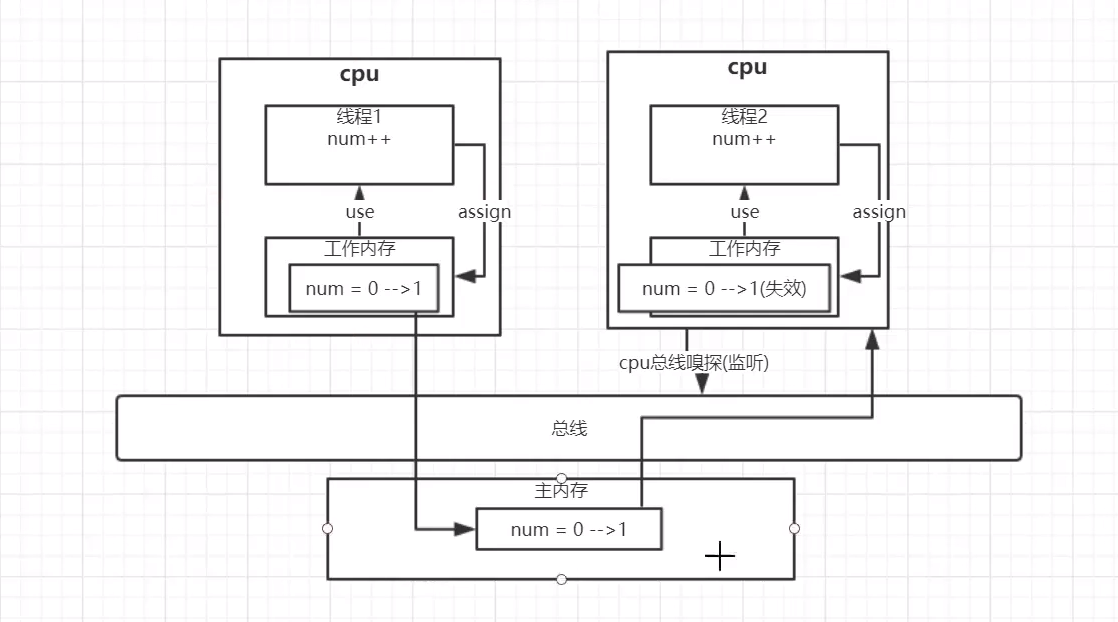 cpu
线程1
num++
use
assign
工作内存
num = 0 -->1
cpu
线程2
num++
use
assign
工作内存
num = 0 -->1(失效)
cpu总线嗅探(监听)
总线
主内存
num = 0 -->1